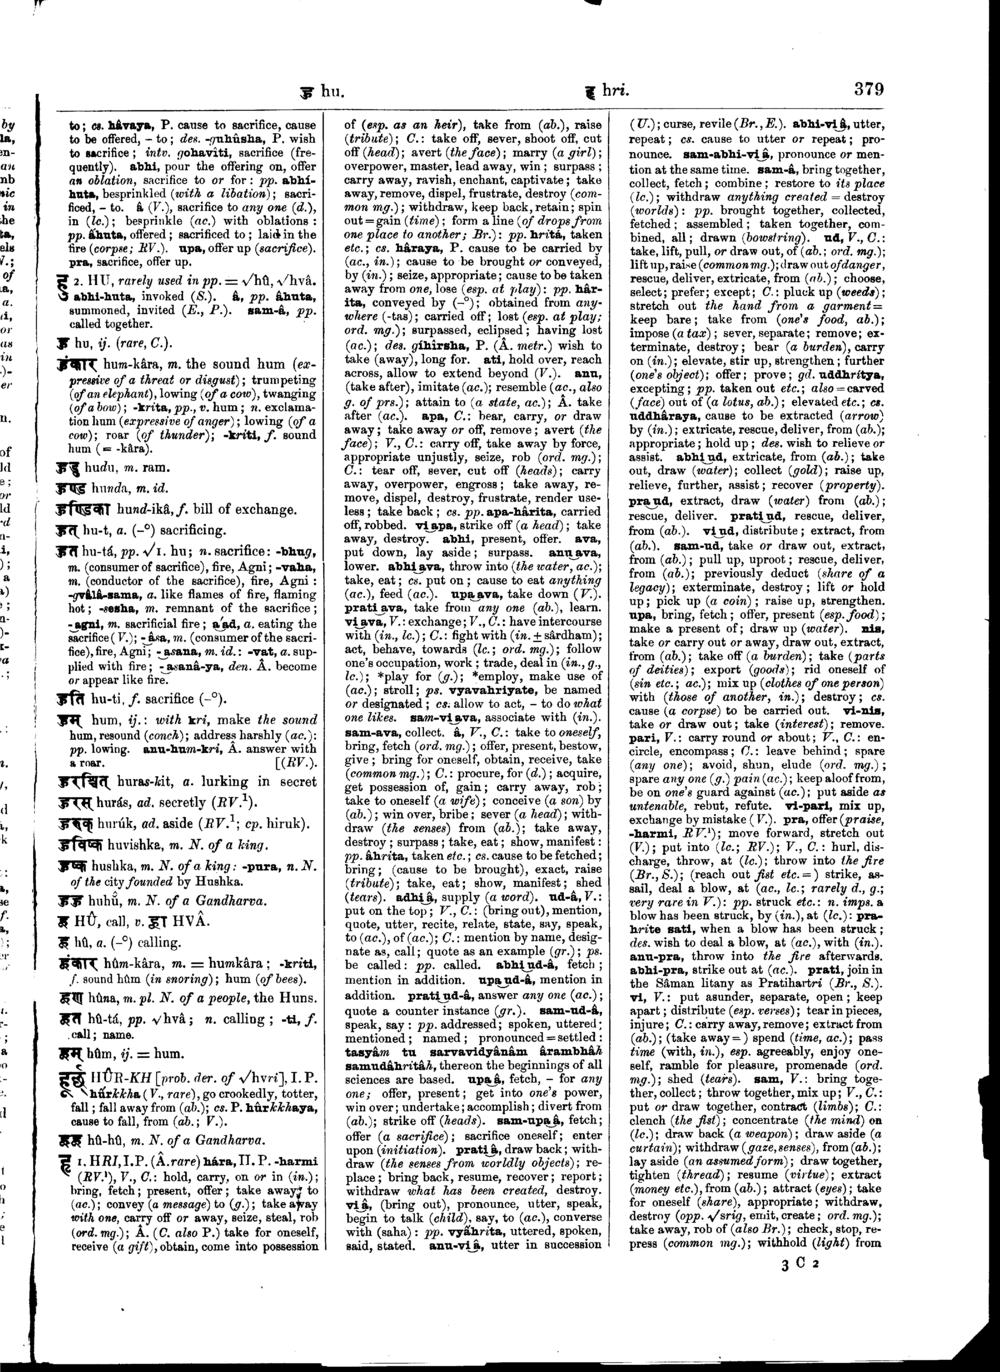 हु hu.
हृ hri.
379
to; cs. hâvaya, P. cause to sacrifice, cause
to be offered, – to; des. -guhûsha, P. wish
to sacrifice; intv. gohaviti, sacrifice (fre-
quently). abhi, pour the offering on, offer
an oblation, sacrifice to or for: pp. abhi-
huta, besprinkled (with a libation); sacri-
ficed, – to. â (V.), sacrifice to any one (d.),
in (lc.); besprinkle (ac.) with oblations:
pp. âhuta, offered; sacrificed to; laid in the
fire (corpse; RV.). upa, offer up (sacrifice).
pra, sacrifice, offer up.
हु 2. HU, rarely used in pp. = √hû, √hvâ.
abhi-huta, invoked (S.). â, pp. âhuta,
summoned, invited (E., P.). sam-â, pp.
called together.
हु hu, ij. (rare, C.).
हुंकार hum-kâra, m. the sound hum (ex-
pressive of a threat or disgust); trumpeting
(of an elephant), lowing (of a cow), twanging
(of a bow); -krita, pp., v. hum; n. exclama-
tion hum (expressive of anger); lowing (of a
cow); roar (of thunder); -kriti, f. sound
hum (= -kâra).
हुडु hudu, m. ram.
हुण्ड hunda, m. id.
हुण्डिका hund-ikâ, f. bill of exchange.
हुत् hu-t, a. (–°) sacrificing.
हुत hu-tá, pp. √1. hu; n. sacrifice: -bhug,
m. (consumer of sacrifice), fire, Agni; -vaha,
m. (conductor of the sacrifice), fire, Agni:
-gvâlâ-sama, a. like flames of fire, flaming
hot; -sesha, m. remnant of the sacrifice;
-agni, m. sacrificial fire; aad, a. eating the
sacrifice (V.); -âsa, m. (consumer of the sacri-
fice), fire, Agni; -asana, m. id.: -vat, a. sup-
plied with fire; -asanâ-ya, den. Â. become
or appear like fire.
हुति hu-ti, f. sacrifice (–°).
हुम् hum, ij.: with kri, make the sound
hum, resound (conch); address harshly (ac.):
pp. lowing. anu-hum-kri, Â. answer with
a roar. [(RV.).
हुरश्चित् huras-kit, a. lurking in secret
हुरस् hurás, ad. secretly (RV.¹).
हुरुक् hurúk, ad. aside (RV.¹; cp. hiruk).
हुविष्क huvishka, m. N. of a king.
हुष्क hushka, m. N. of a king: -pura, n. N.
of the city founded by Hushka.
हुहु huhû, m. N. of a Gandharva.
हू HÛ, call, v. ह्वा HVÂ.
हू hû, a. (–°) calling.
हूंकार hûm-kâra, m. = humkâra; -kriti,
f. sound hûm (in snoring); hum (of bees).
हूण hûna, m. pl. N. of a people, the Huns.
हूत hû-tá, pp. √hvâ; n. calling; -ti, f.
call; name.
हूम् hûm, ij. = hum.
हूर्छ् HÛR-KH [prob. der. of √hvri], I. P.
hûrkkha (V., rare), go crookedly, totter,
fall; fall away from (ab.); cs. P. hûrkkhaya,
cause to fall, from (ab.; V.).
हूहू hû-hû, m. N. of a Gandharva.
हृ 1. HRI, I. P. (Â. rare) hára, II. P. -harmi
(RV.¹), V., C.: hold, carry, on or in (in.);
bring, fetch; present, offer; take away; to
(ac.); convey (a message) to (g.); take away
with one, carry off or away, seize, steal, rob
(ord. mg.); Â. (C. also P.) take for oneself,
receive (a gift), obtain, come into possession
of (esp. as an heir), take from (ab.), raise
(tribute); C.: take off, sever, shoot off, cut
off (head); avert (the face); marry (a girl);
overpower, master, lead away, win; surpass;
carry away, ravish, enchant, captivate; take
away, remove, dispel, frustrate, destroy (com-
mon mg.); withdraw, keep back, retain; spin
out = gain (time); form a line (of drops from
one place to another; Br.): pp. hritá, taken
etc.; cs. hâraya, P. cause to be carried by
(ac., in.); cause to be brought or conveyed,
by (in.); seize, appropriate; cause to be taken
away from one, lose (esp. at play): pp. hâr-
ita, conveyed by (–°); obtained from any-
where (-tas); carried off; lost (esp. at play;
ord. mg.); surpassed, eclipsed; having lost
(ac.); des. gihirsha, P. (Â. metr.) wish to
take (away), long for. ati, hold over, reach
across, allow to extend beyond (V.). anu,
(take after), imitate (ac.); resemble (ac., also
g. of prs.); attain to (a state, ac.); Â. take
after (ac.). apa, C.: bear, carry, or draw
away; take away or off, remove; avert (the
face); V., C.: carry off, take away by force,
appropriate unjustly, seize, rob (ord. mg.);
C.: tear off, sever, cut off (heads); carry
away, overpower, engross; take away, re-
move, dispel, destroy, frustrate, render use-
less; take back; cs. pp. apa-hârita, carried
off, robbed. vi apa, strike off (a head); take
away, destroy. abhi, present, offer. ava,
put down, lay aside; surpass. anu ava,
lower. abhi ava, throw into (the water, ac.);
take, eat; cs. put on; cause to eat anything
(ac.), feed (ac.). upa ava, take down (V.).
prati ava, take from any one (ab.), learn.
vi ava, V.: exchange; V., C.: have intercourse
with (in., lc.); C.: fight with (in. ± sârdham);
act, behave, towards (lc.; ord. mg.); follow
one's occupation, work; trade, deal in (in., g.,
lc.); *play for (g.); *employ, make use of
(ac.); stroll; ps. vyavahriyate, be named
or designated; cs. allow to act, – to do what
one likes. sam-vi ava, associate with (in.).
sam-ava, collect. â, V., C.: take to oneself,
bring, fetch (ord. mg.); offer, present, bestow,
give; bring for oneself, obtain, receive, take
(common mg.); C.: procure, for (d.); acquire,
get possession of, gain; carry away, rob;
take to oneself (a wife); conceive (a son) by
(ab.); win over, bribe; sever (a head); with-
draw (the senses) from (ab.); take away,
destroy; surpass; take, eat; show, manifest:
pp. âhrita, taken etc.; cs. cause to be fetched;
bring; (cause to be brought), exact, raise
(tribute); take, eat; show, manifest; shed
(tears). adhi â, supply (a word). ud-â, V.:
put on the top; V., C.: (bring out), mention,
quote, utter, recite, relate, state, say, speak,
to (ac.), of (ac.); C.: mention by name, desig-
nate as, call; quote as an example (gr.); ps.
be called: pp. called. abhi ud-â, fetch;
mention in addition. upa ud-â, mention in
addition. prati ud-â, answer any one (ac.);
quote a counter instance (gr.). sam-ud-â,
speak, say: pp. addressed; spoken, uttered;
mentioned; named; pronounced = settled:
tasyâm tu sarvavidyânâm ârambhâh
samudâhritâh, thereon the beginnings of all
sciences are based. upa â, fetch, – for any
one; offer, present; get into one's power,
win over; undertake; accomplish; divert from
(ab.); strike off (heads). sam-upa â, fetch;
offer (a sacrifice); sacrifice oneself; enter
upon (initiation). prati â, draw back; with-
draw (the senses from worldly objects); re-
place; bring back, resume, recover; report;
withdraw what has been created, destroy.
vi â, (bring out), pronounce, utter, speak,
begin to talk (child), say, to (ac.), converse
with (saha): pp. vyâhrita, uttered, spoken,
said, stated. anu-vi â, utter in succession
(U.); curse, revile (Br., E.). abhi-vi â, utter,
repeat; cs. cause to utter or repeat; pro-
nounce. sam-abhi-vi â, pronounce or men-
tion at the same time. sam-â, bring together,
collect, fetch; combine; restore to its place
(lc.); withdraw anything created = destroy
(worlds): pp. brought together, collected,
fetched; assembled; taken together, com-
bined, all; drawn (bowstring). ud, V., C.:
take, lift, pull, or draw out, of (ab.; ord. mg.);
lift up, raise (common mg.); draw out of danger,
rescue, deliver, extricate, from (ab.); choose,
select; prefer; except; C.: pluck up (weeds);
stretch out the hand from a garment =
keep bare; take from (one's food, ab.);
impose (a tax); sever, separate; remove; ex-
terminate, destroy; bear (a burden), carry
on (in.); elevate, stir up, strengthen; further
(one's object); offer; prove; gd. uddhritya,
excepting; pp. taken out etc.; also = carved
(face) out of (a lotus, ab.); elevated etc.; cs.
uddhâraya, cause to be extracted (arrow)
by (in.); extricate, rescue, deliver, from (ab.);
appropriate; hold up; des. wish to relieve or
assist. abhi ud, extricate, from (ab.); take
out, draw (water); collect (gold); raise up,
relieve, further, assist; recover (property).
pra ud, extract, draw (water) from (ab.);
rescue, deliver. prati ud, rescue, deliver,
from (ab.). vi ud, distribute; extract, from
(ab.). sam-ud, take or draw out, extract,
from (ab.); pull up, uproot; rescue, deliver,
from (ab.); previously deduct (share of a
legacy); exterminate, destroy; lift or hold
up; pick up (a coin); raise up, strengthen.
upa, bring, fetch; offer, present (esp. food);
make a present of; draw up (water). nis,
take or carry out or away, draw out, extract,
from (ab.); take off (a burden); take (parts
of deities); export (goods); rid oneself of
(sin etc.; ac.); mix up (clothes of one person)
with (those of another, in.); destroy; cs.
cause (a corpse) to be carried out. vi-nis,
take or draw out; take (interest); remove.
pari, V.: carry round or about; V., C.: en-
circle, encompass; C.: leave behind; spare
(any one); avoid, shun, elude (ord. mg.);
spare any one (g.) pain (ac.); keep aloof from,
be on one's guard against (ac.); put aside as
untenable, rebut, refute. vi-pari, mix up,
exchange by mistake (V.). pra, offer (praise,
-harmi, RV.¹); move forward, stretch out
(V.); put into (lc.; RV.); V., C.: hurl, dis-
charge, throw, at (lc.); throw into the fire
(Br., S.); (reach out fist etc. =) strike, as-
sail, deal a blow, at (ac., lc.; rarely d., g.;
very rare in V.): pp. struck etc.: n. imps. a
blow has been struck, by (in.), at (lc.): pra-
hrite sati, when a blow has been struck;
des. wish to deal a blow, at (ac.), with (in.).
anu-pra, throw into the fire afterwards.
abhi-pra, strike out at (ac.). prati, join in
the Sâman litany as Pratihartri (Br., S.).
vi, V.: put asunder, separate, open; keep
apart; distribute (esp. verses); tear in pieces,
injure; C.: carry away, remove; extract from
(ab.); (take away =) spend (time, ac.); pass
time (with, in.), esp. agreeably, enjoy one-
self, ramble for pleasure, promenade (ord.
mg.); shed (tears). sam, V.: bring toge-
ther, collect; throw together, mix up; V., C.:
put or draw together, contract (limbs); C.:
clench (the fist); concentrate (the mind) on
(lc.); draw back (a weapon); draw aside (a
curtain); withdraw (gaze, senses), from (ab.);
lay aside (an assumed form); draw together,
tighten (thread); resume (virtue); extract
(money etc.), from (ab.); attract (eyes); take
for oneself (share), appropriate; withdraw,
destroy (opp. √srig, emit, create; ord. mg.);
take away, rob of (also Br.); check, stop, re-
press (common mg.); withhold (light) from
3 C 2